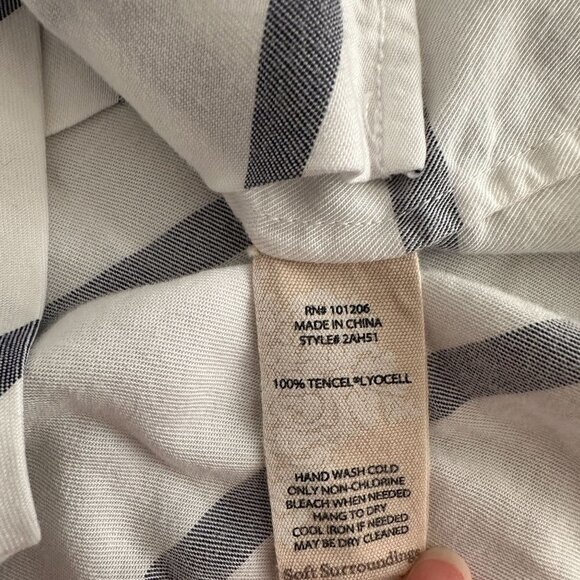 RN# 101206
MADE IN CHINA
STYLE# 2AH51
100% TENCEL®LYOCELL
HAND WASH COLD
ONLY NON-CHLORINE
BLEACH WHEN NEEDED
HANG TO DRY
COOL IRON IF NEEDED
MAY BE DRY CLEANED
Soft Surroundings